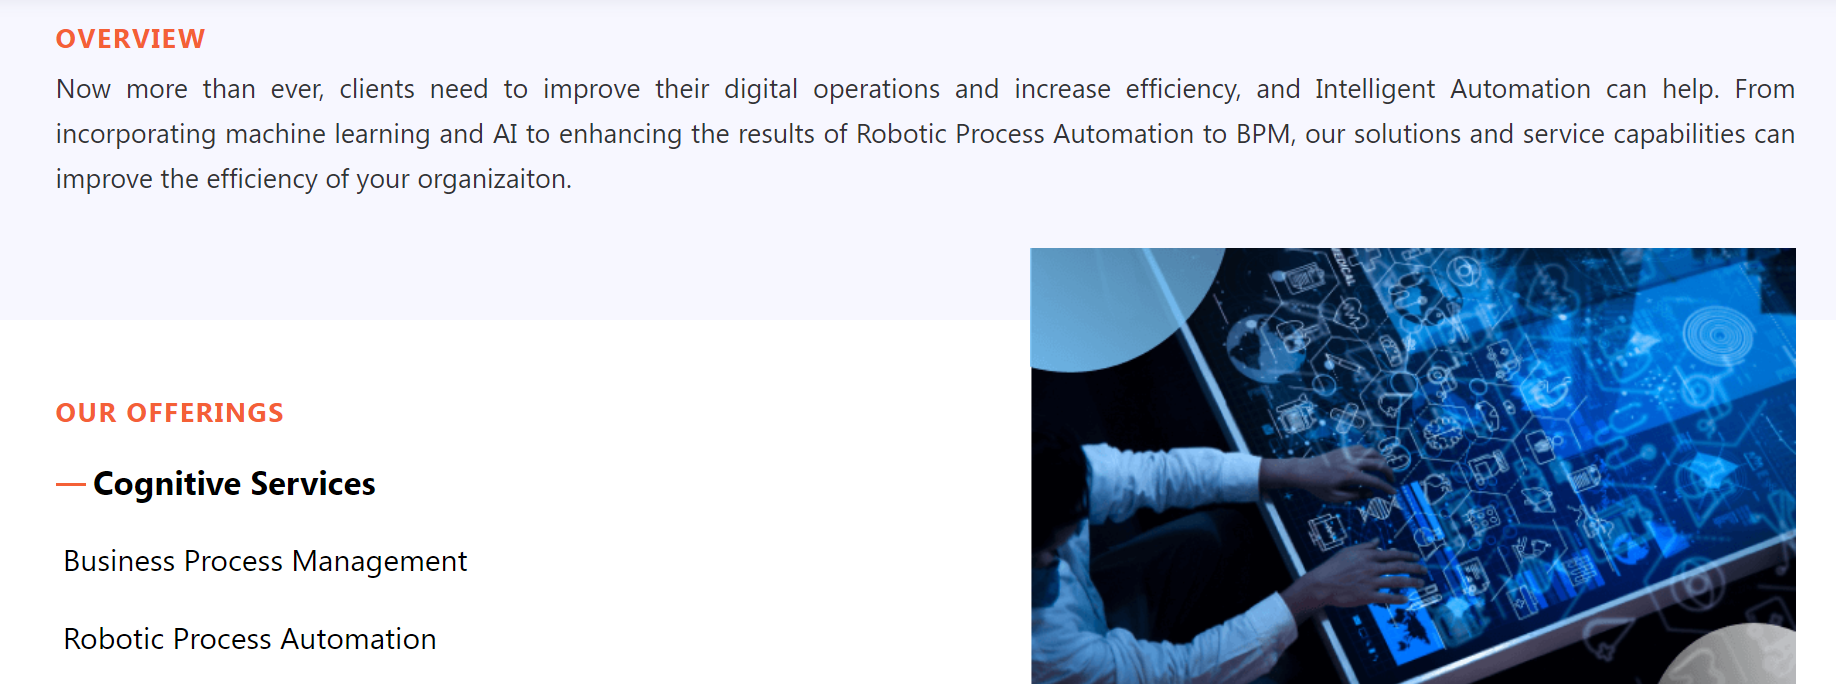 OVERVIEW
Now more than ever, clients need to improve their digital operations and increase efficiency, and Intelligent Automation can help. From
incorporating machine learning and AI to enhancing the results of Robotic Process Automation to BPM, our solutions and service capabilities can
improve the efficiency of your organizaiton.
MEDICAL
OUR OFFERINGS
Cognitive Services
Business Process Management
Robotic Process Automation